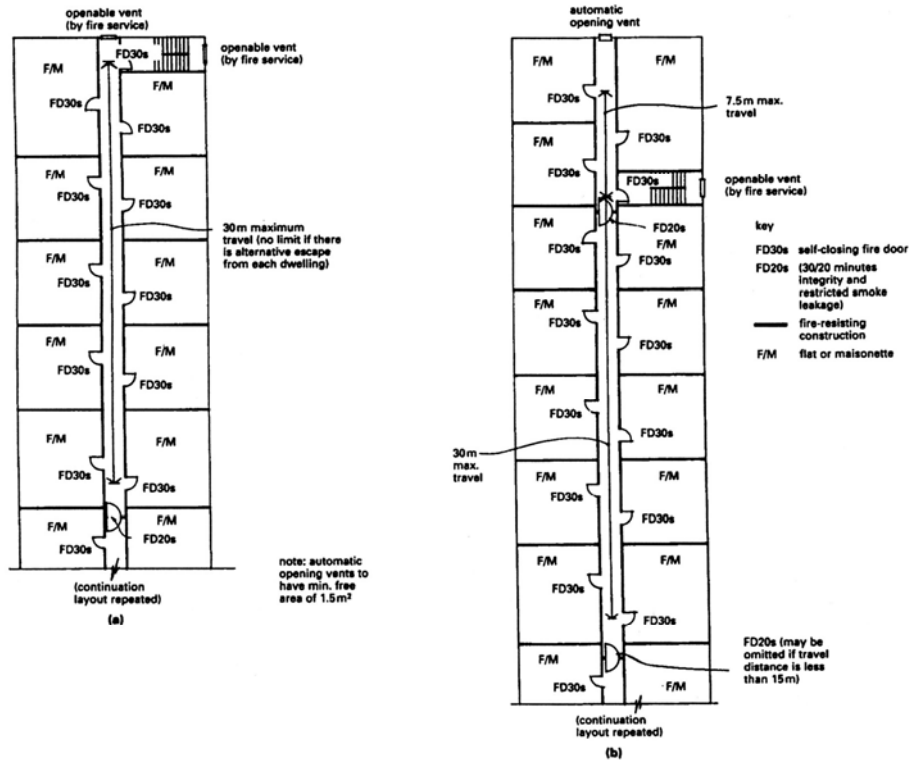 openable vent
(by fire service)
openable vent
(by fire service)
FD30s
F/M
F/M
FD30s
FD30s
F/M
F/M
FD30s
FD30s
30m maximum
travel (no limit if there
is alternative escape
from each dwelling)
F/M
F/M
FD30s
FD30s
F/M
F/M
FD30s
FD30s
F/M
F/M
FD30s
FD30s
F/M
F/M
FD30s
FD20s
(continuation
layout repeated)
(a)
note: automatic
opening vents to
have min. free
area of 1.5m²
automatic
opening vent
F/M
F/M
7.5m max.
travel
FD30s
FD30s
F/M
FD30s
FD30s
openable vent
(by fire service)
F/M
FD20s
F/M
FD30s
FD30s
F/M
F/M
FD30s
FD30s
F/M
F/M
FD30s
FD30s
30m
max.
travel
F/M
F/M
FD30s
FD30s
F/M
F/M
FD30s
FD30s
F/M
FD30s
F/M
FD20s (may be
omitted if travel
distance is less
than 15m)
(continuation
layout repeated)
(b)
key
FD30s self-closing fire door
FD20s (30/20 minutes
integrity and
restricted smoke
leakage)
fire-resisting
construction
F/M flat or maisonette